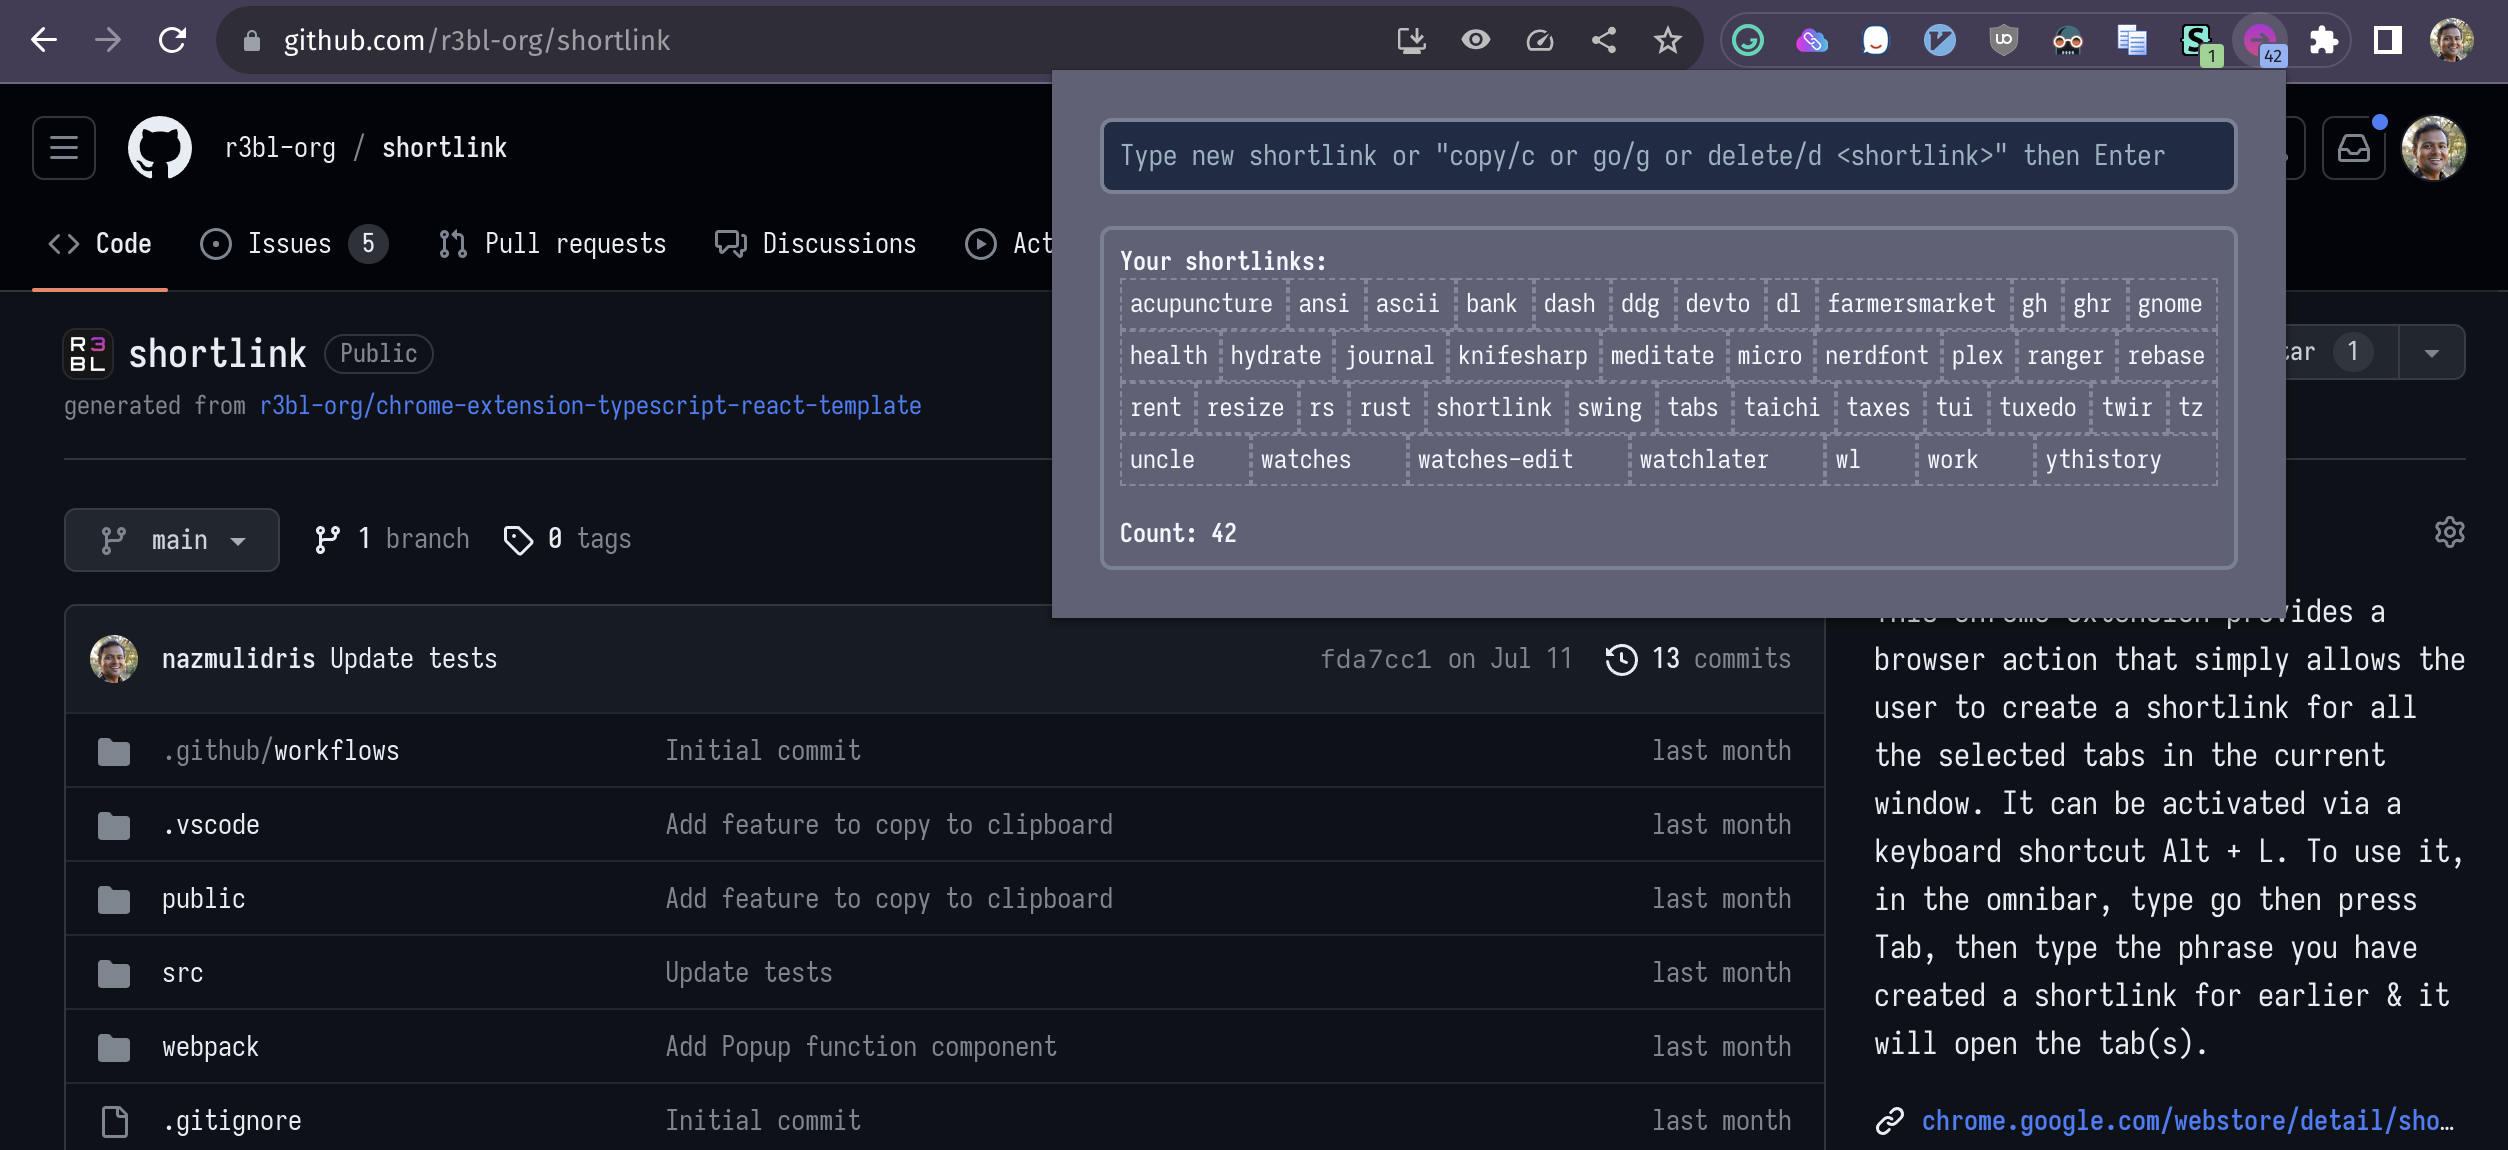 github.com/r3bl-org/shortlink
1
42
r3bl-org / shortlink
Type new shortlink or "copy/c or go/g or delete/d <shortlink>" then Enter
Code
Issues 5
Pull requests
Discussions
Act
Your shortlinks:
acupuncture ansi ascii bank dash ddg devto dl farmersmarket gh ghr gnome
health hydrate journal knifesharp meditate micro nerdfont plex ranger rebase
rent resize rs rust shortlink swing tabs taichi taxes tui tuxedo twir tz
uncle watches watches-edit watchlater wl work ythistory
Count: 42
R3
BL
shortlink Public
tar 1
generated from r3bl-org/chrome-extension-typescript-react-template
main
1 branch
0 tags
nazmulidris Update tests
fda7cc1 on Jul 11
13 commits
.github/workflows Initial commit last month
.vscode Add feature to copy to clipboard last month
public Add feature to copy to clipboard last month
src Update tests last month
webpack Add Popup function component last month
.gitignore Initial commit last month
This chrome extension provides a
browser action that simply allows the
user to create a shortlink for all
the selected tabs in the current
window. It can be activated via a
keyboard shortcut Alt + L. To use it,
in the omnibar, type go then press
Tab, then type the phrase you have
created a shortlink for earlier & it
will open the tab(s).
chrome.google.com/webstore/detail/sho…